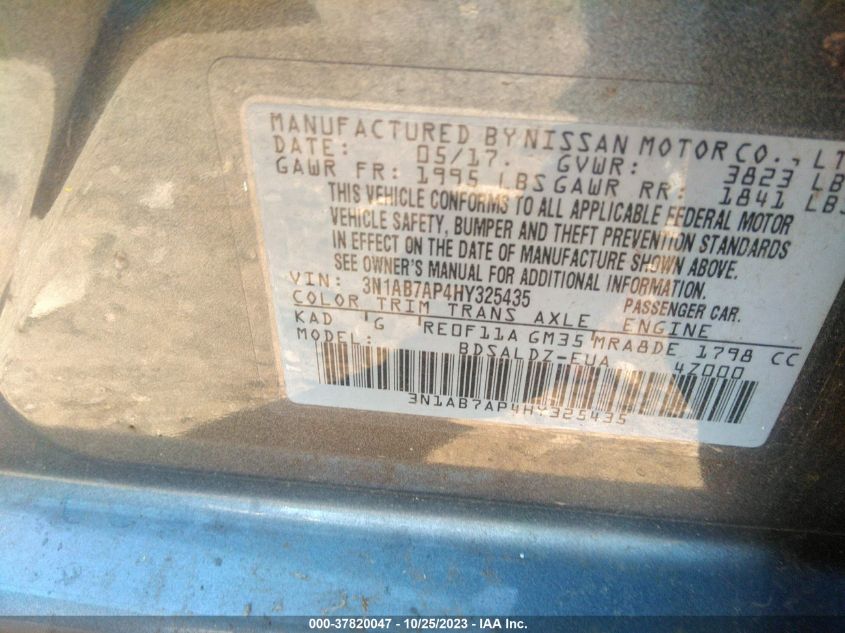 MANUFACTURED BY NISSAN MOTOR CO., LT
DATE: 05/17. GVWR: 3823 LB
GAWR FR: 1995 LBS GAWR RR: 1841 LBS
THIS VEHICLE CONFORMS TO ALL APPLICABLE FEDERAL MOTOR
VEHICLE SAFETY, BUMPER AND THEFT PREVENTION STANDARDS
IN EFFECT ON THE DATE OF MANUFACTURE SHOWN ABOVE.
SEE OWNER'S MANUAL FOR ADDITIONAL INFORMATION.
VIN: 3N1AB7AP4HY325435 PASSENGER CAR.
COLOR TRIM TRANS AXLE ENGINE
KAD G RE0F11A GM35 MRA8DE 1798 CC
MODEL: BDSALDZ-EUA 4Z000
3N1AB7AP4HY325435
000-37820047 - 10/25/2023 - IAA Inc.